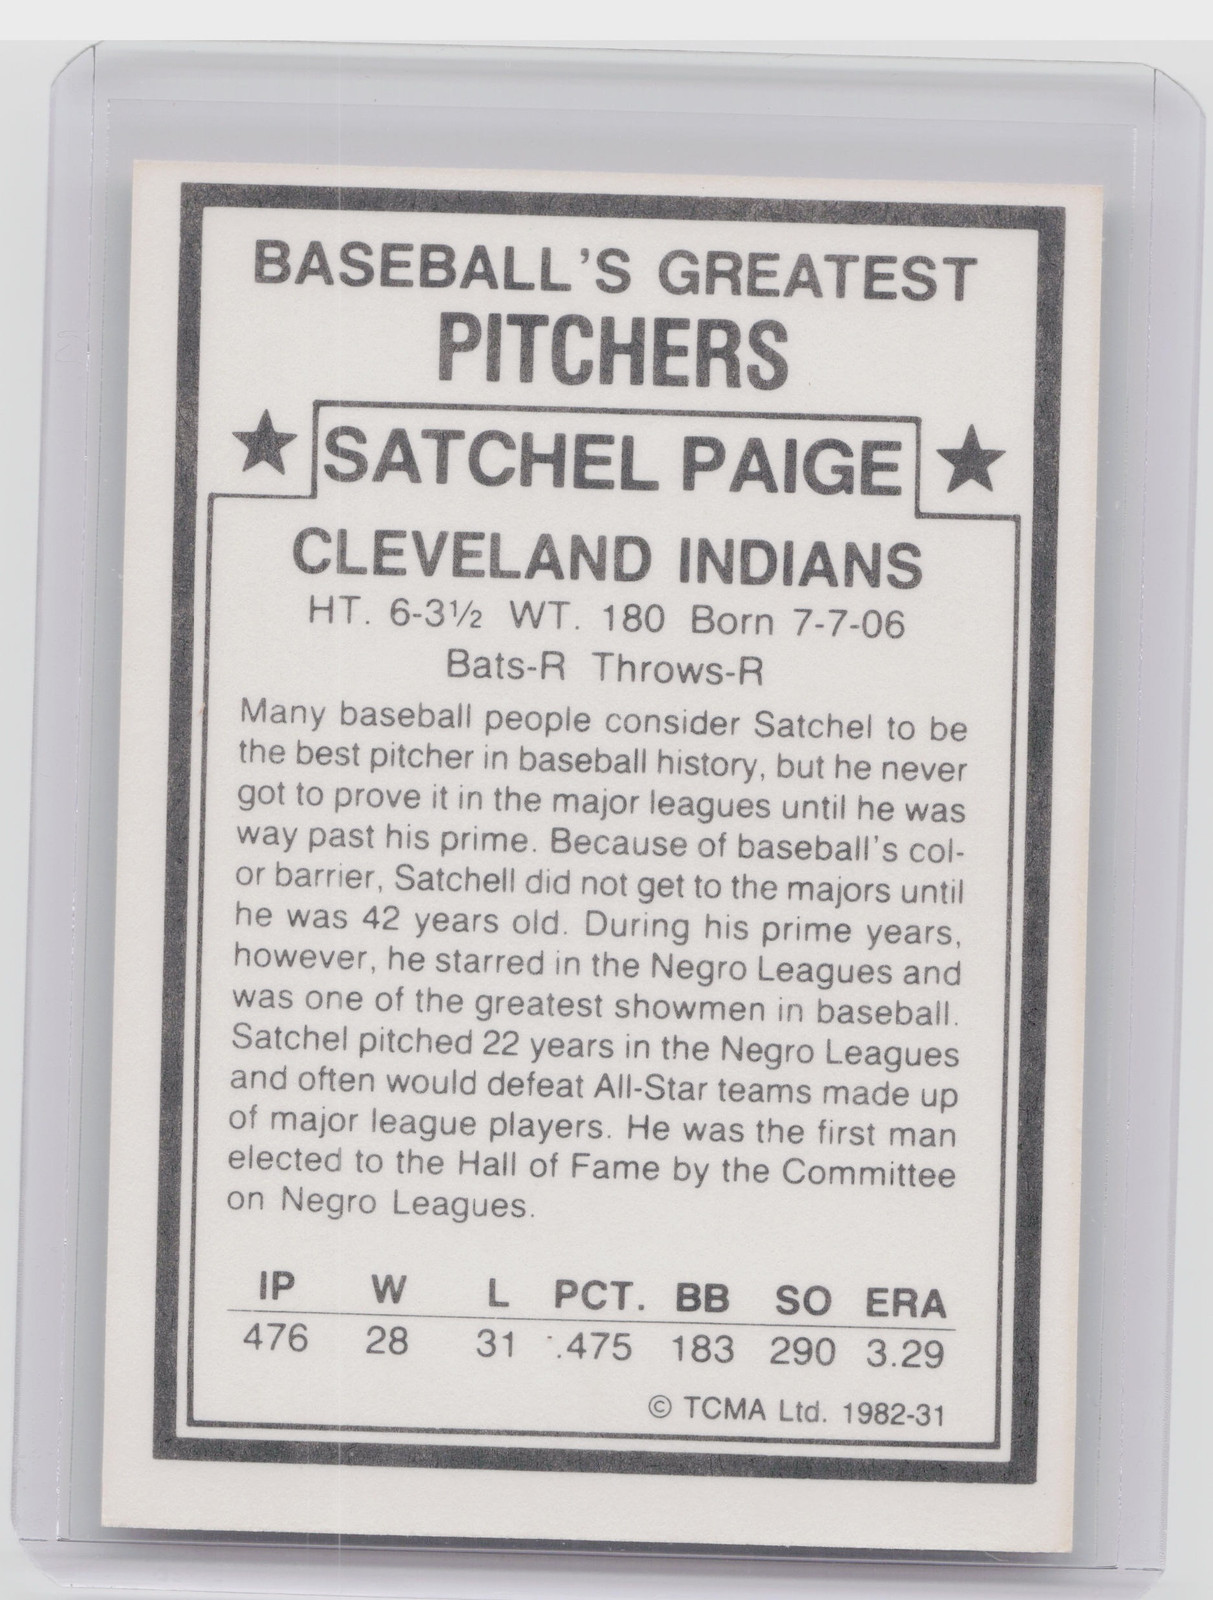 BASEBALL'S GREATEST
PITCHERS
★ SATCHEL PAIGE ★
CLEVELAND INDIANS
HT. 6-3½ WT. 180 Born 7-7-06
Bats-R Throws-R
Many baseball people consider Satchel to be
the best pitcher in baseball history, but he never
got to prove it in the major leagues until he was
way past his prime. Because of baseball's col-
or barrier, Satchell did not get to the majors until
he was 42 years old. During his prime years,
however, he starred in the Negro Leagues and
was one of the greatest showmen in baseball.
Satchel pitched 22 years in the Negro Leagues
and often would defeat All-Star teams made up
of major league players. He was the first man
elected to the Hall of Fame by the Committee
on Negro Leagues.
IP W L PCT. BB SO ERA
476 28 31 .475 183 290 3.29
© TCMA Ltd. 1982-31